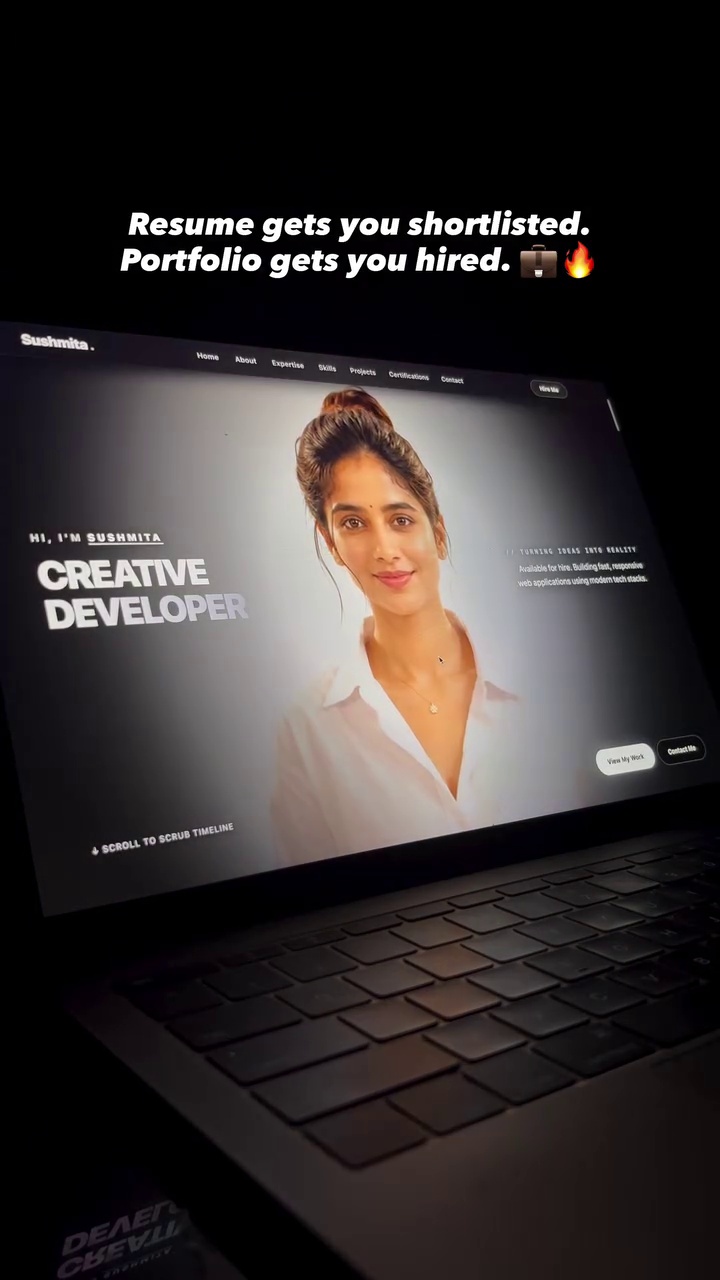 Resume gets you shortlisted.
Portfolio gets you hired. 💼🔥
Sushmita.
Home About Expertise Skills Projects Certifications Contact
Hire Me
HI, I'M SUSHMITA
CREATIVE
DEVELOPER
// TURNING IDEAS INTO REALITY
Available for hire. Building fast, responsive
web applications using modern tech stacks.
View My Work
Contact Me
↓ SCROLL TO SCRUB TIMELINE